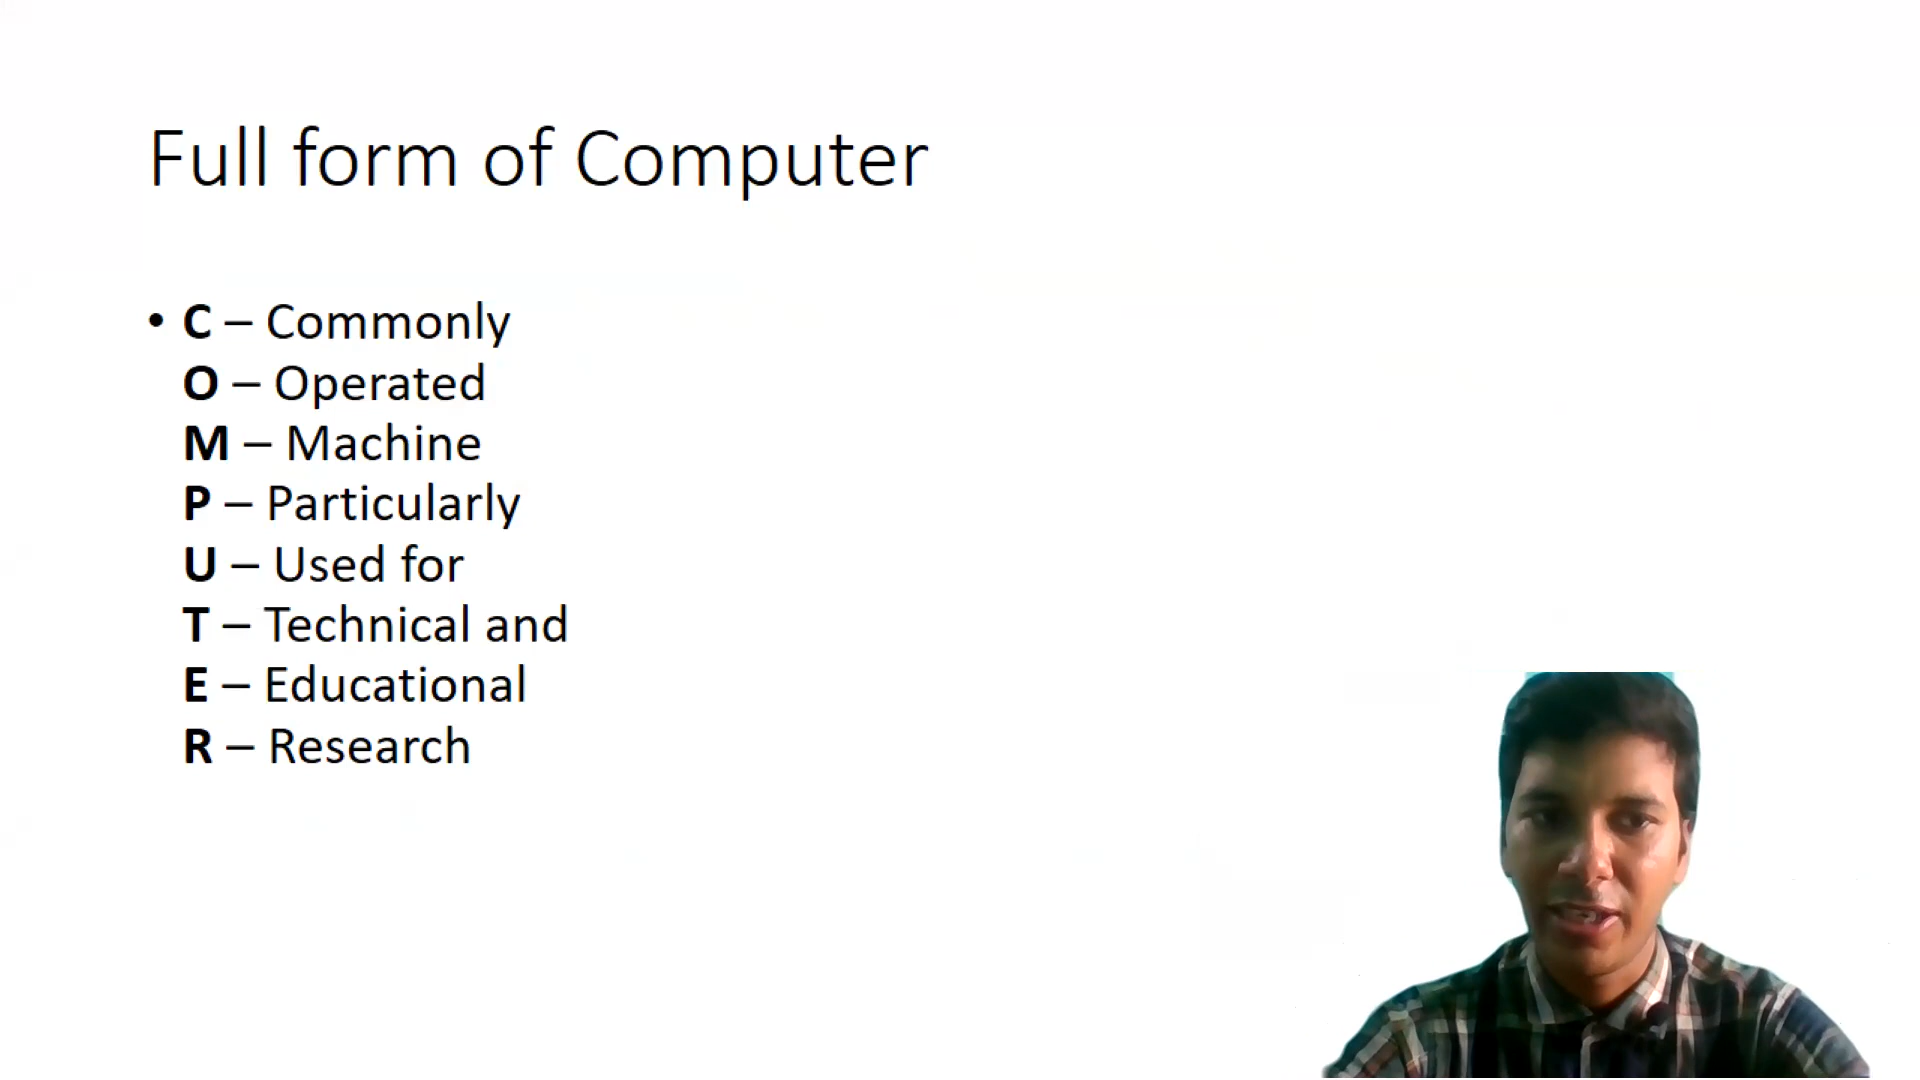 Full form of Computer
• C – Commonly
O – Operated
M – Machine
P – Particularly
U – Used for
T – Technical and
E – Educational
R – Research